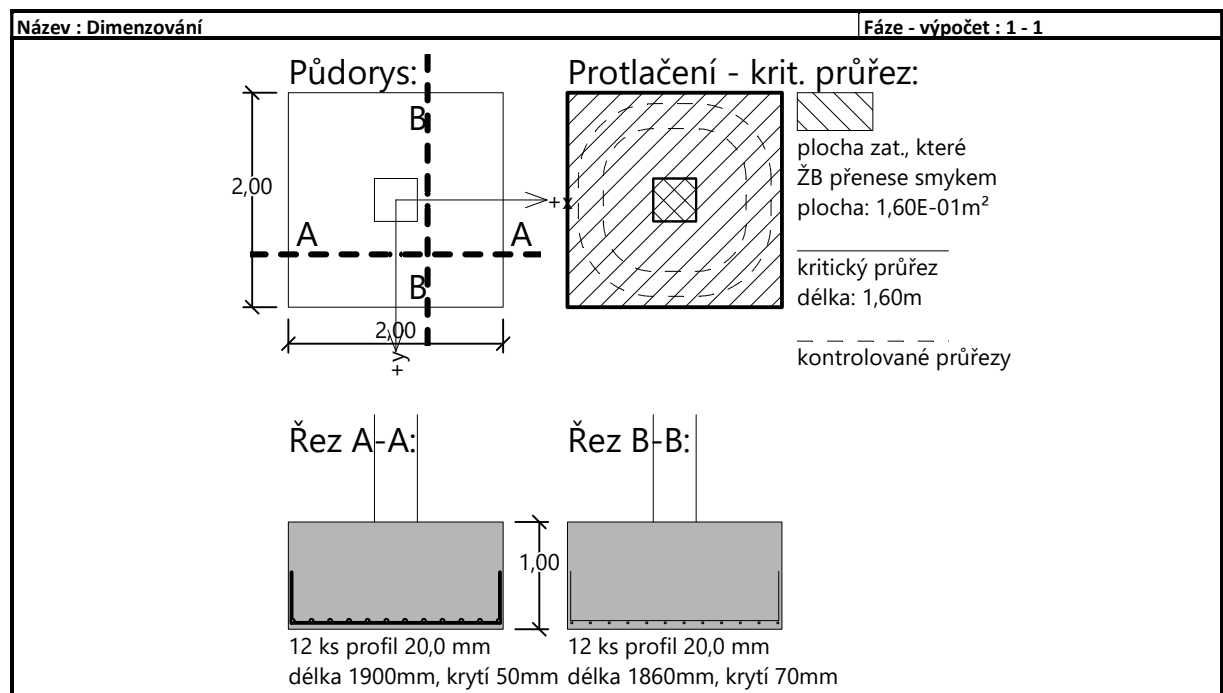 Název : Dimenzování
Fáze - výpočet : 1 - 1
Půdorys:
Protlačení - krit. průřez:
B
2,00
+x
A
A
B
2,00
+y
plocha zat., které
ŽB přenese smykem
plocha: 1,60E-01m²
kritický průřez
délka: 1,60m
kontrolované průřezy
Řez A-A:
Řez B-B:
1,00
12 ks profil 20,0 mm
délka 1900mm, krytí 50mm
12 ks profil 20,0 mm
délka 1860mm, krytí 70mm